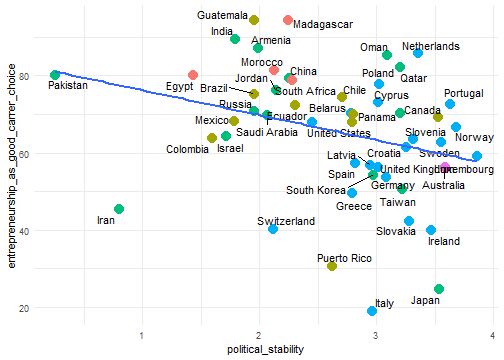 entrepreneurship_as_good_carrer_choice
80
60
40
20
Guatemala
Madagascar
India
Armenia
Oman
Netherlands
Morocco
China
Poland
Qatar
Pakistan
Egypt
Jordan
South Africa
Brazil
Chile
Cyprus
Russia
Belarus
Canada
Portugal
Mexico
Ecuador
Panama
Saudi Arabia
United States
Slovenia
Norway
Colombia
Israel
Latvia
Croatia
Sweden
Spain
United Kingdom
Luxembourg
South Korea
Germany
Australia
Greece
Taiwan
Iran
Switzerland
Slovakia
Ireland
Puerto Rico
Italy
Japan
1
2
3
4
political_stability